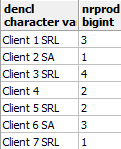 dencl nrprod
character var bigint
Client 1 SRL 3
Client 2 SA 1
Client 3 SRL 4
Client 4 2
Client 5 SRL 2
Client 6 SA 3
Client 7 SRL 1